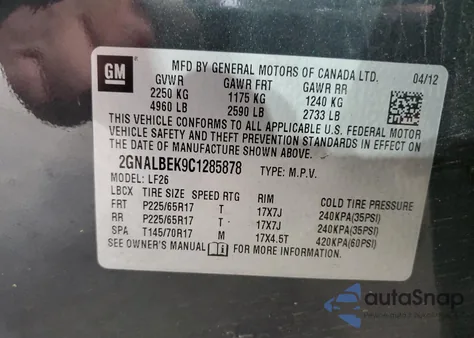 GM
MFD BY GENERAL MOTORS OF CANADA LTD. 04/12
GVWR GAWR FRT GAWR RR
2250 KG 1175 KG 1240 KG
4960 LB 2590 LB 2733 LB
THIS VEHICLE CONFORMS TO ALL APPLICABLE U.S. FEDERAL MOTOR
VEHICLE SAFETY AND THEFT PREVENTION STANDARDS IN EFFECT ON
THE DATE OF MANUFACTURE SHOWN ABOVE.
2GNALBEK9C1285878 TYPE: M.P.V.
MODEL: LF26
LBCX TIRE SIZE SPEED RTG RIM COLD TIRE PRESSURE
FRT P225/65R17 T 17X7J 240KPA(35PSI)
RR P225/65R17 T 17X7J 240KPA(35PSI)
SPA T145/70R17 M 17X4.5T 420KPA(60PSI)
SEE OWNER'S MANUAL FOR MORE INFORMATION.
autoSnap